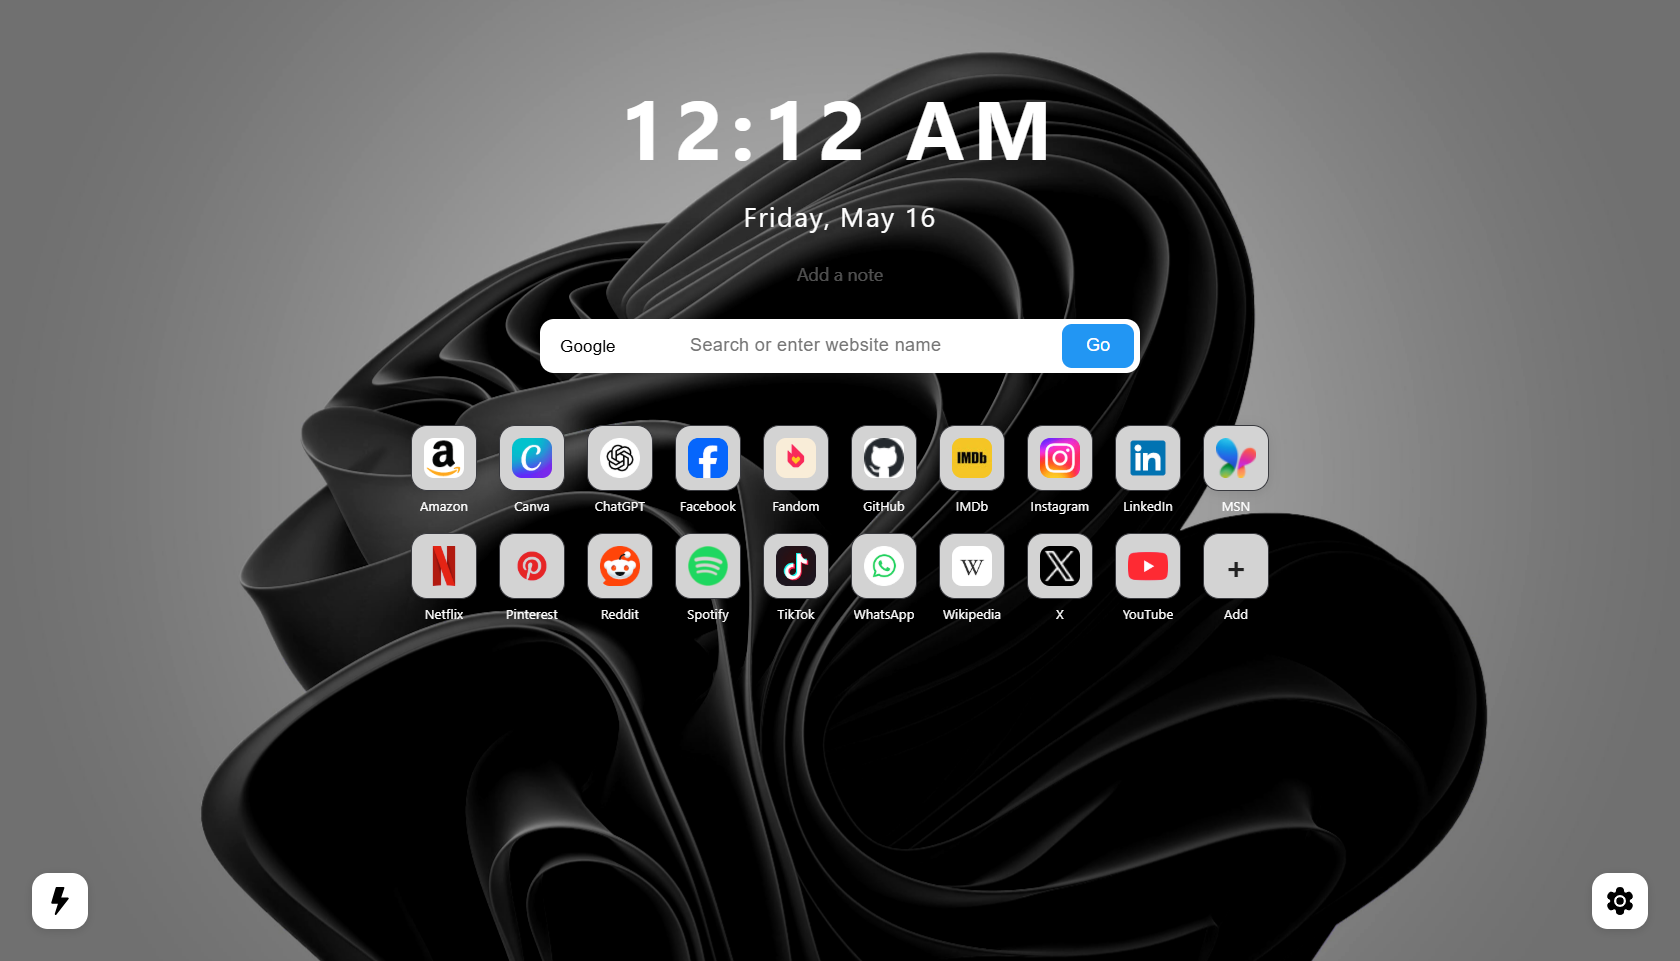 12:12 AM
Friday, May 16
Add a note
Google Search or enter website name Go
a C IMDb in
Amazon Canva ChatGPT Facebook Fandom GitHub IMDb Instagram LinkedIn MSN
N W X +
Netflix Pinterest Reddit Spotify TikTok WhatsApp Wikipedia X YouTube Add